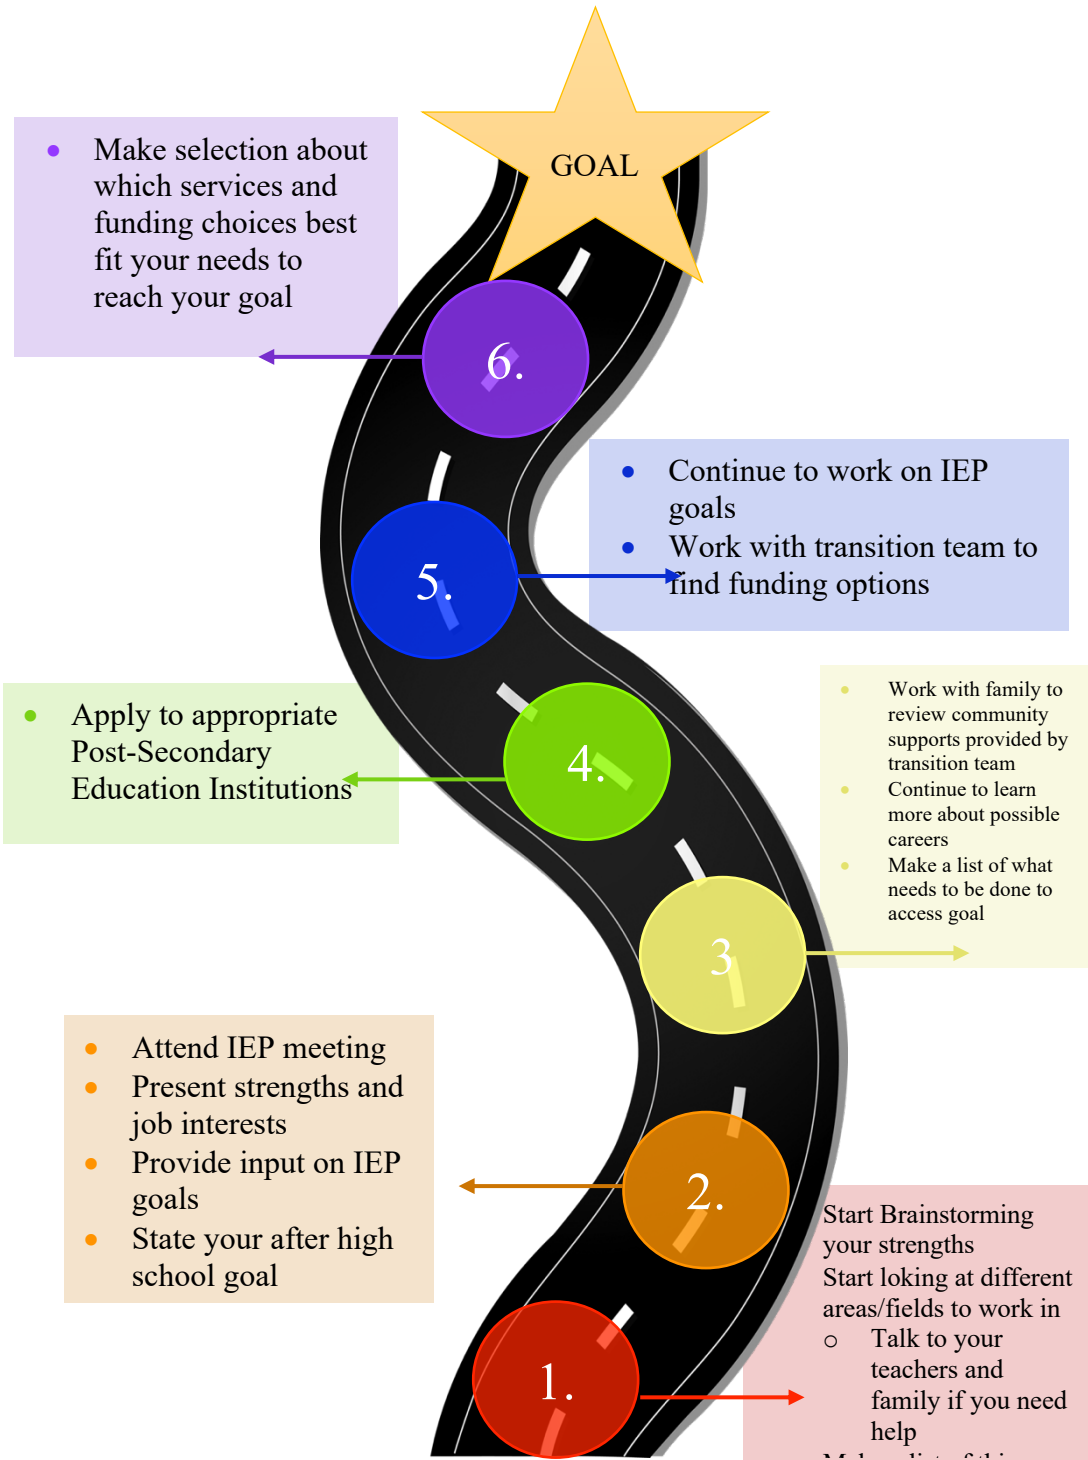 GOAL
• Make selection about
which services and
funding choices best
fit your needs to
reach your goal
6.
• Continue to work on IEP
goals
• Work with transition team to
find funding options
5.
• Work with family to
review community
supports provided by
transition team
• Continue to learn
more about possible
careers
• Make a list of what
needs to be done to
access goal
• Apply to appropriate
Post-Secondary
Education Institutions
4.
3
• Attend IEP meeting
• Present strengths and
job interests
• Provide input on IEP
goals
• State your after high
school goal
2.
Start Brainstorming
your strengths
Start loking at different
areas/fields to work in
o Talk to your
teachers and
family if you need
help
1.